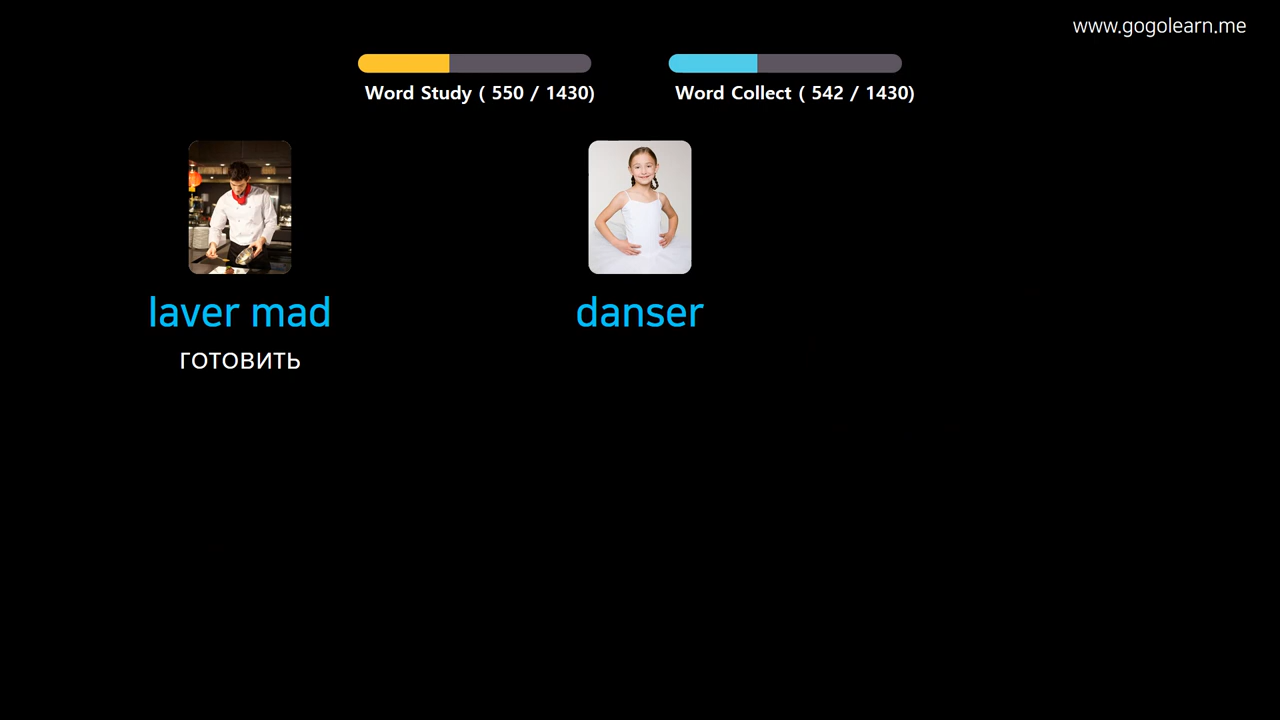 www.gogolearn.me
Word Study ( 550 / 1430)
Word Collect ( 542 / 1430)
laver mad
danser
готовить